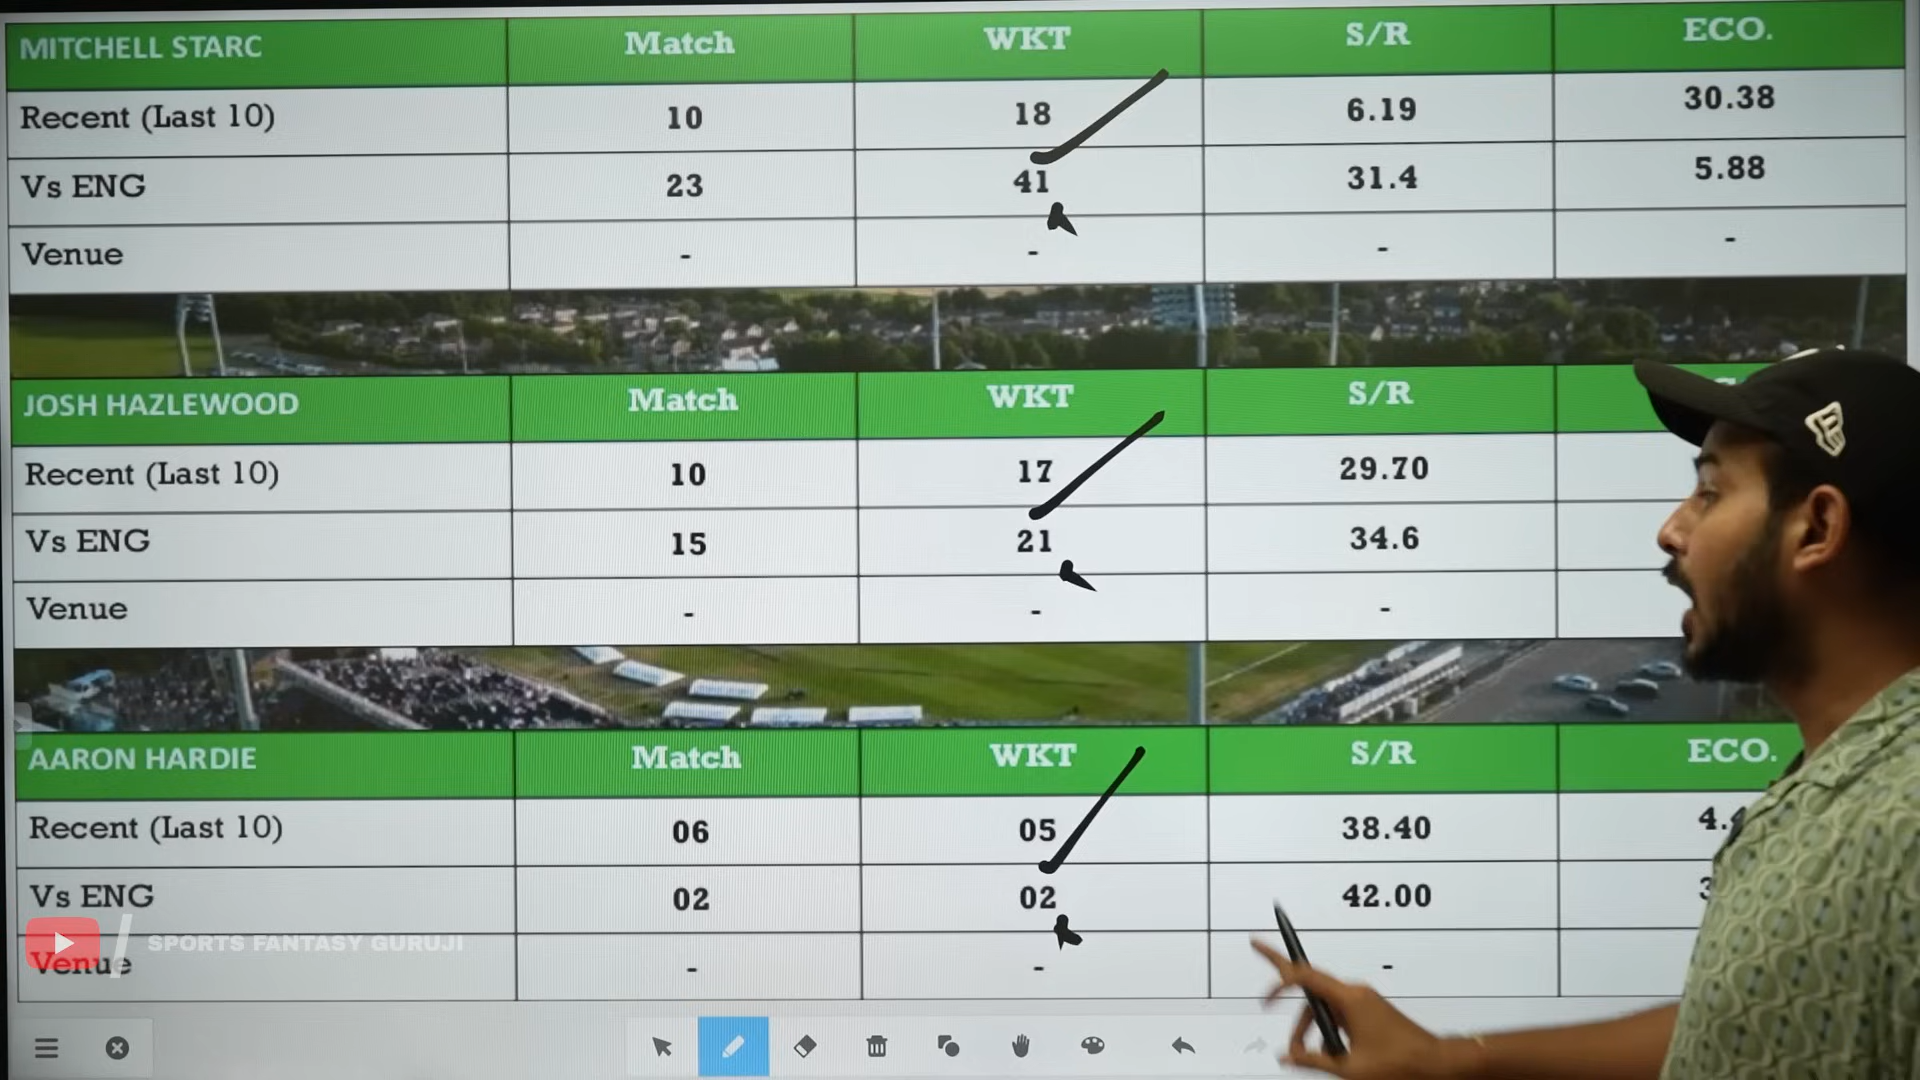 MITCHELL STARC Match WKT S/R ECO.
Recent (Last 10) 10 18 6.19 30.38
Vs ENG 23 41 31.4 5.88
Venue - - - -
JOSH HAZLEWOOD Match WKT S/R
Recent (Last 10) 10 17 29.70
Vs ENG 15 21 34.6
Venue - - -
AARON HARDIE Match WKT S/R ECO.
Recent (Last 10) 06 05 38.40
Vs ENG 02 02 42.00
SPORTS FANTASY GURUJI
Venue - - -